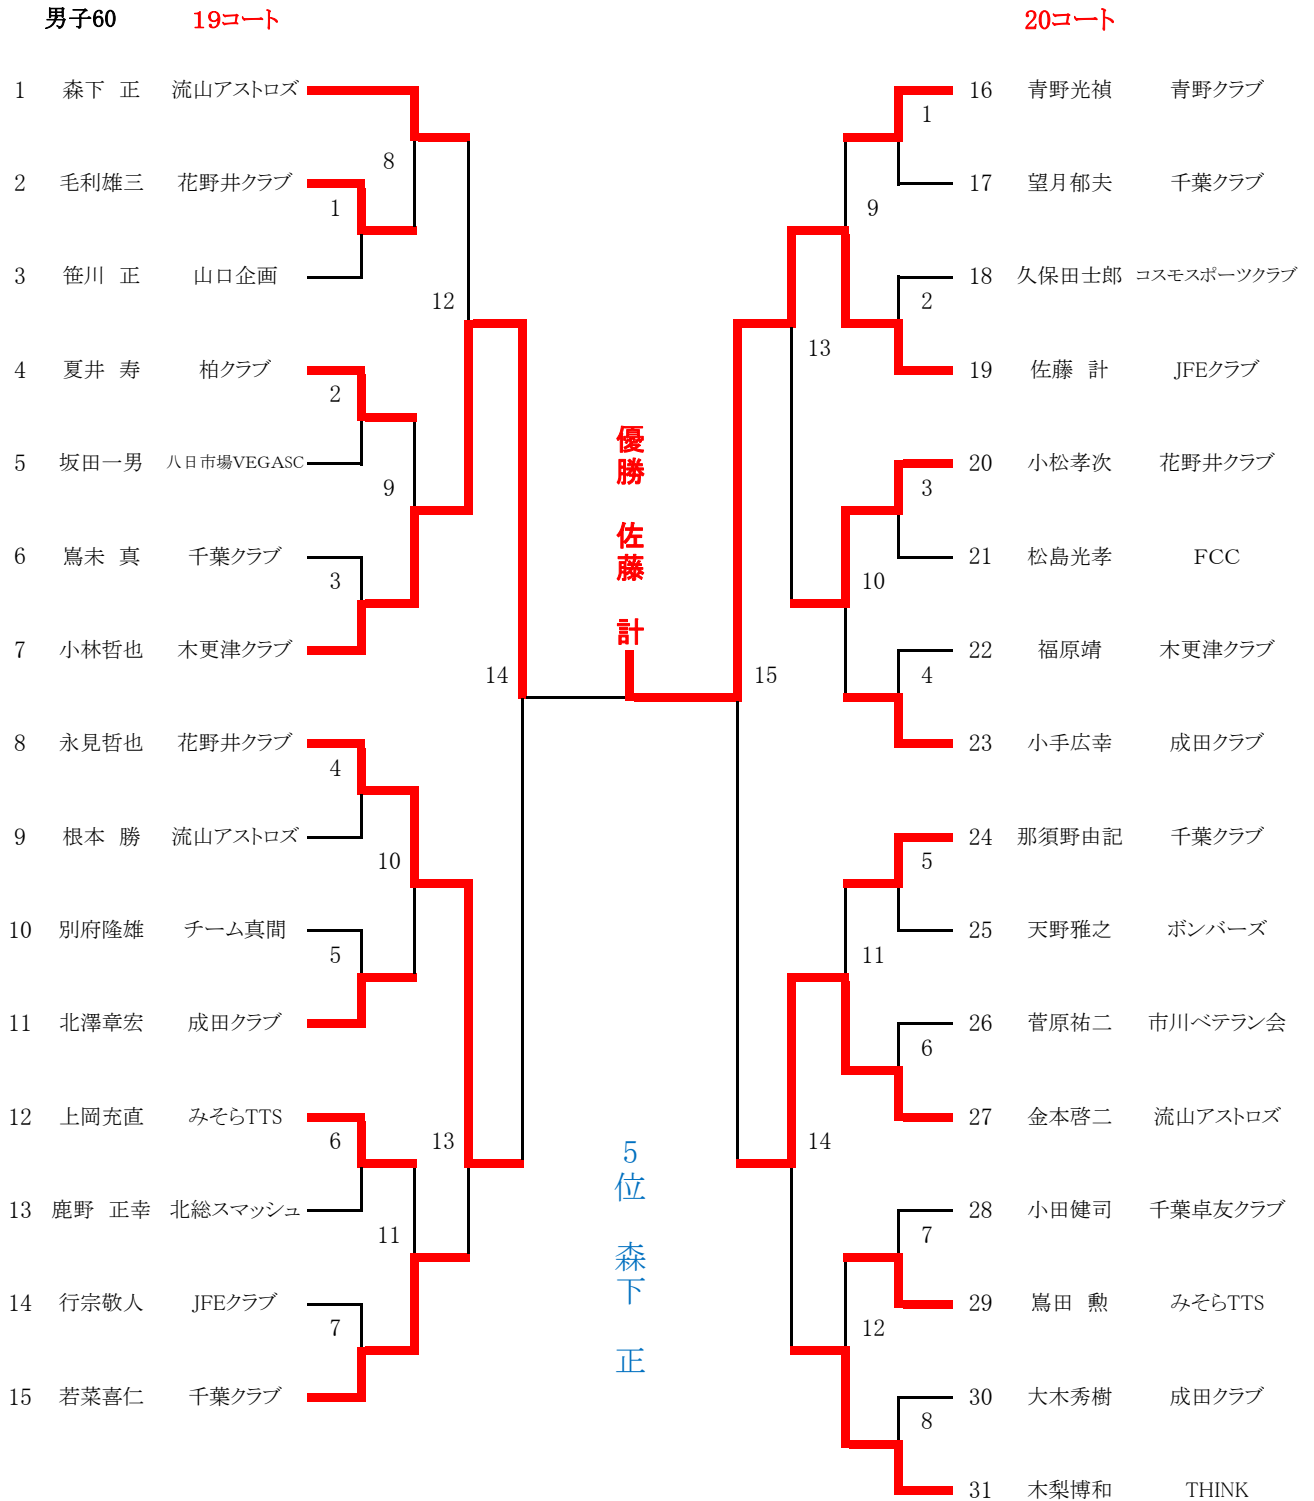 男子60 19コート
1 森下 正 流山アストロズ
8
2 毛利雄三 花野井クラブ
1
3 笹川 正 山口企画
12
4 夏井 寿 柏クラブ
2
5 坂田一男 八日市場VEGASC
9
6 嶌末 真 千葉クラブ
3
7 小林哲也 木更津クラブ
14
8 永見哲也 花野井クラブ
4
9 根本 勝 流山アストロズ
10
10 別府隆雄 チーム真間
5
11 北澤章宏 成田クラブ
12 上岡充直 みそらTTS
6
13
13 鹿野 正幸 北総スマッシュ
11
14 行宗敬人 JFEクラブ
7
15 若菜喜仁 千葉クラブ
優勝 佐藤 計
5位 森下 正
20コート
16 青野光禎 青野クラブ
1
17 望月郁夫 千葉クラブ
9
18 久保田士郎 コスモスポーツクラブ
2
13
19 佐藤 計 JFEクラブ
20 小松孝次 花野井クラブ
3
21 松島光孝 FCC
10
22 福原靖 木更津クラブ
4
15
23 小手広幸 成田クラブ
24 那須野由記 千葉クラブ
5
25 天野雅之 ボンバーズ
11
26 菅原祐二 市川ベテラン会
6
27 金本啓二 流山アストロズ
14
28 小田健司 千葉卓友クラブ
7
29 嶌田 勲 みそらTTS
12
30 大木秀樹 成田クラブ
8
31 木梨博和 THINK